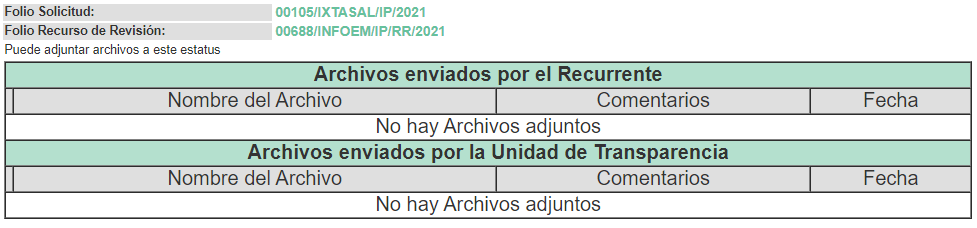 Folio Solicitud: 00105/IXTASAL/IP/2021
Folio Recurso de Revisión: 00688/INFOEM/IP/RR/2021
Puede adjuntar archivos a este estatus
Archivos enviados por el Recurrente
Nombre del Archivo Comentarios Fecha
No hay Archivos adjuntos
Archivos enviados por la Unidad de Transparencia
Nombre del Archivo Comentarios Fecha
No hay Archivos adjuntos